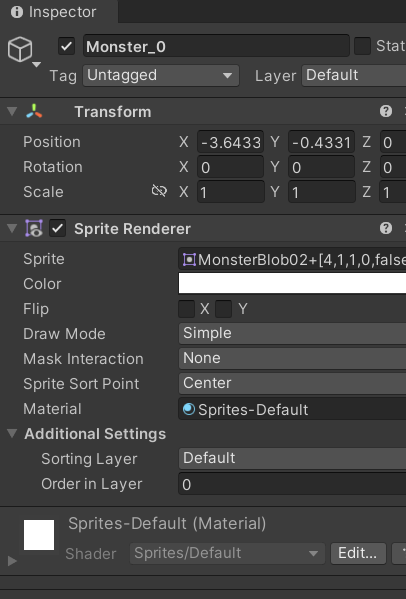 Inspector
Monster_0
Stat
Tag Untagged Layer Default
Transform
Position X -3.6433 Y -0.4331 Z 0
Rotation X 0 Y 0 Z 0
Scale X 1 Y 1 Z 1
Sprite Renderer
Sprite MonsterBlob02+[4,1,1,0,false
Color
Flip X Y
Draw Mode Simple
Mask Interaction None
Sprite Sort Point Center
Material Sprites-Default
Additional Settings
Sorting Layer Default
Order in Layer 0
Sprites-Default (Material)
Shader Sprites/Default Edit...